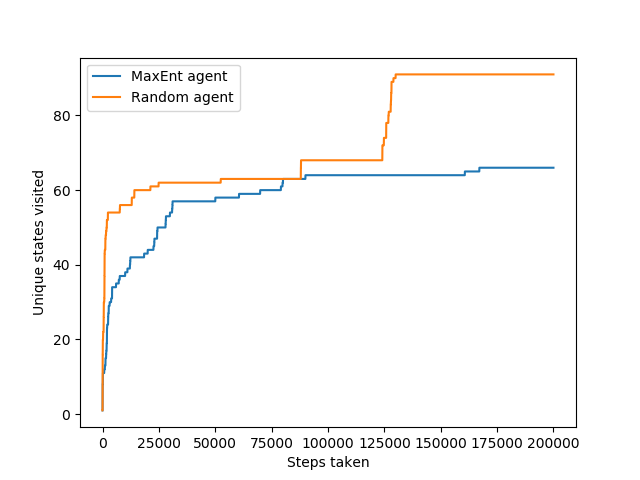 MaxEnt agent
Random agent
Unique states visited
80
60
40
20
0
0 25000 50000 75000 100000 125000 150000 175000 200000
Steps taken